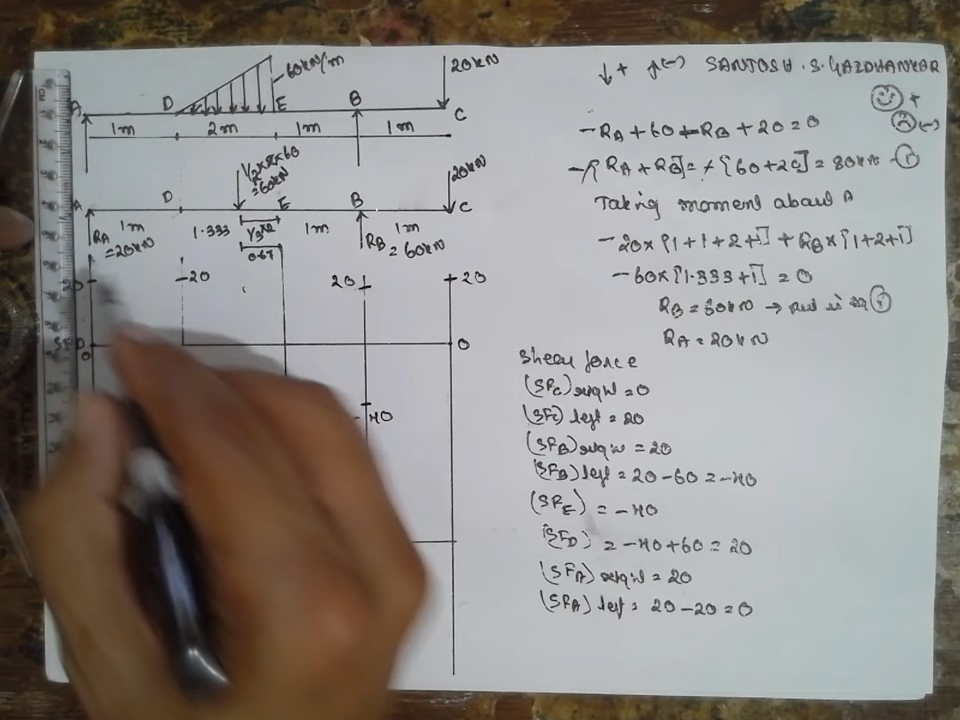 ↓+ ↑(-) SANTOSH.S.GAIDHANKAR
60kN/m
20kN
A D E B C
1m 2m 1m 1m
+
(-)
-RA+60-RB+20=0
-[RA+RB]=-[60+20]=80kN -①
Taking moment about A
-20×[1+1+2+1]+RB×[1+2+1]
-60×[1.333+1]=0
RB=60kN → put in eq ①
RA=20kN
1/2×2×60
=60kN
20kN
A D E B C
1m 1.333 1/3×2 1m 1m
RA
=20kN
0.67
RB
=60kN
20 -20 20 +20
0 0
-40
Shear force
(SFC) right=0
(SFC) left=20
(SFB) right=20
(SFB) left=20-60=-40
(SFE) =-40
(SFD) =-40+60=20
(SFA) right=20
(SFA) left= 20-20=0